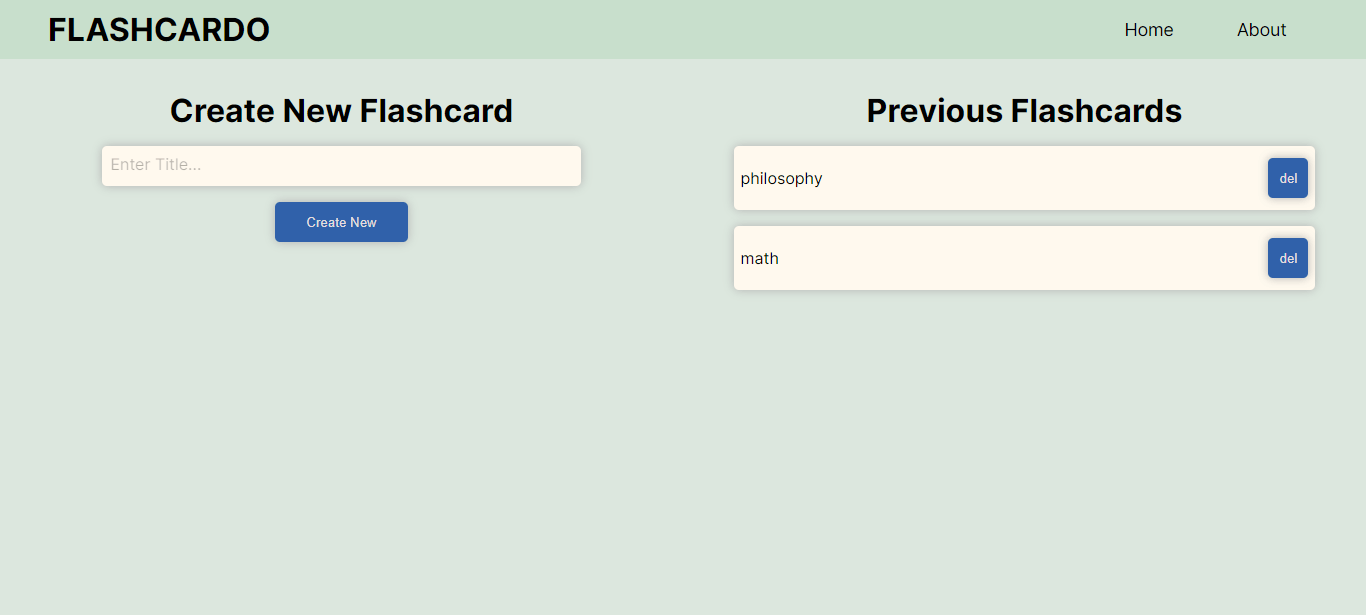 FLASHCARDO
Home
About
Create New Flashcard
Enter Title...
Create New
Previous Flashcards
philosophy
del
math
del